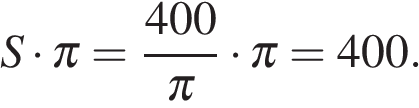 S · π = 400/π · π = 400.